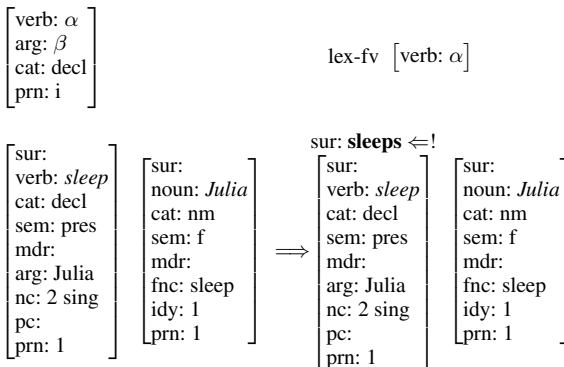 verb: α
arg: β
cat: decl
prn: i
lex-fv [verb: α]
sur: sleeps ⇐!
sur:
verb: sleep
cat: decl
sem: pres
mdr:
arg: Julia
nc: 2 sing
pc:
prn: 1
sur:
noun: Julia
cat: nm
sem: f
mdr:
fnc: sleep
idy: 1
prn: 1
⟹
sur:
verb: sleep
cat: decl
sem: pres
mdr:
arg: Julia
nc: 2 sing
pc:
prn: 1
sur:
noun: Julia
cat: nm
sem: f
mdr:
fnc: sleep
idy: 1
prn: 1